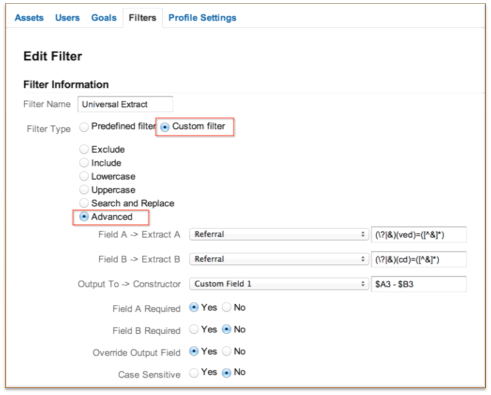 Assets Users Goals Filters Profile Settings
Edit Filter
Filter Information
Filter Name Universal Extract
Filter Type Predefined filter Custom filter
Exclude
Include
Lowercase
Uppercase
Search and Replace
Advanced
Field A -> Extract A Referral (\?|&)(ved)=([^&]*)
Field B -> Extract B Referral (\?|&)(cd)=([^&]*)
Output To -> Constructor Custom Field 1 $A3 - $B3
Field A Required Yes No
Field B Required Yes No
Override Output Field Yes No
Case Sensitive Yes No